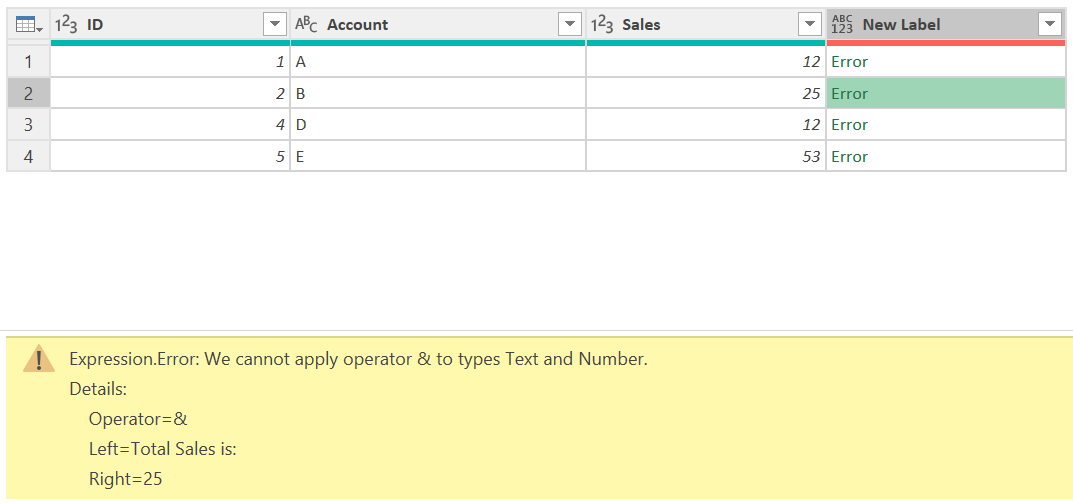 123 ID ABC Account 123 Sales ABC 123 New Label
1 1 A 12 Error
2 2 B 25 Error
3 4 D 12 Error
4 5 E 53 Error
! Expression.Error: We cannot apply operator & to types Text and Number.
Details:
Operator=&
Left=Total Sales is:
Right=25